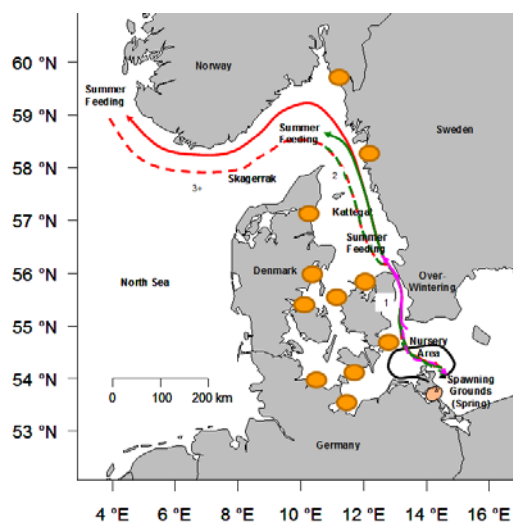 60 °N
59 °N
58 °N
57 °N
56 °N
55 °N
54 °N
53 °N
Norway
Summer
Feeding
Summer
Feeding
Sweden
Skagerrak
3+
2
Kattegat
Summer
Feeding
North Sea
Denmark
Over-
Wintering
1
Nursery
Area
Spawning
Grounds
(Spring)
0 100 200 km
Germany
4 °E 6 °E 8 °E 10 °E 12 °E 14 °E 16 °E